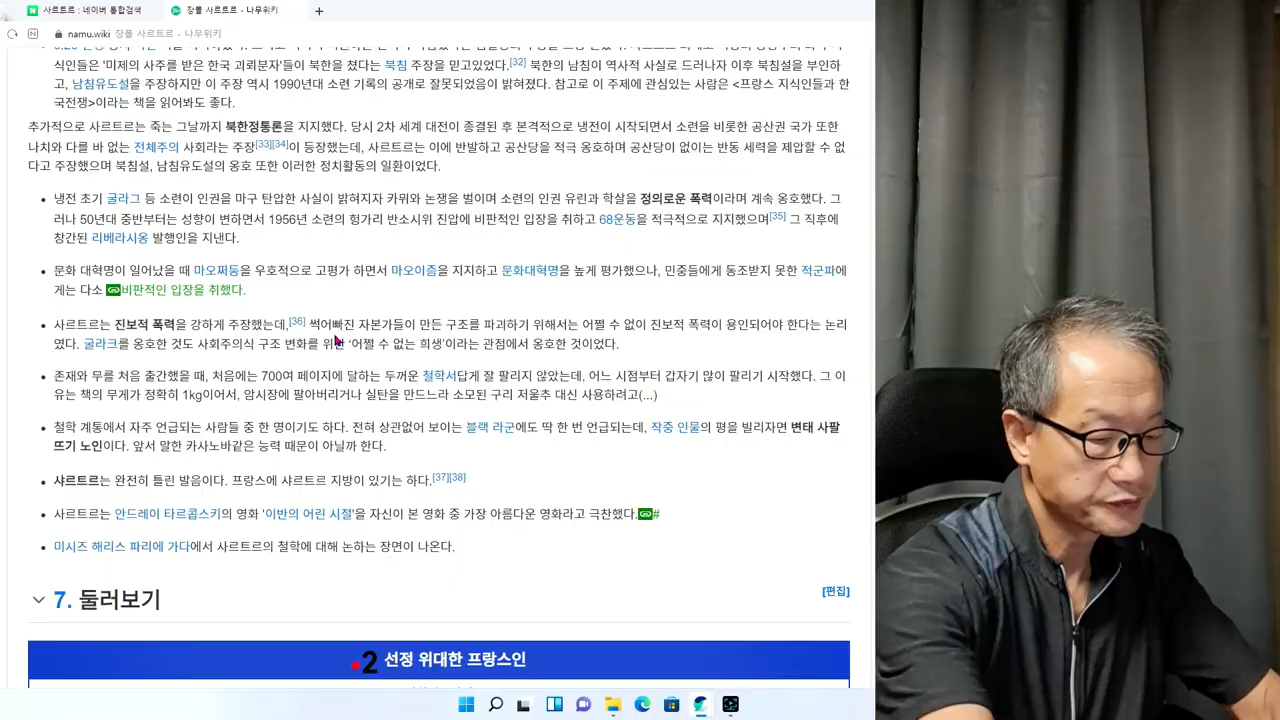 사르트르 : 네이버 통합검색
장폴 사르트르 - 나무위키
namu.wiki 장폴 사르트르 - 나무위키
식인들은 '미제의 사주를 받은 한국 괴뢰분자'들이 북한을 쳤다는 북침 주장을 믿고있었다.[32] 북한의 남침이 역사적 사실로 드러나자 이후 북침설을 부인하
고, 남침유도설을 주장하지만 이 주장 역시 1990년대 소련 기록의 공개로 잘못되었음이 밝혀졌다. 참고로 이 주제에 관심있는 사람은 <프랑스 지식인들과 한
국전쟁>이라는 책을 읽어봐도 좋다.
추가적으로 사르트르는 죽는 그날까지 북한정통론을 지지했다. 당시 2차 세계 대전이 종결된 후 본격적으로 냉전이 시작되면서 소련을 비롯한 공산권 국가 또한
나치와 다를 바 없는 전체주의 사회라는 주장[33][34]이 등장했는데, 사르트르는 이에 반발하고 공산당을 적극 옹호하며 공산당이 없이는 반동 세력을 제압할 수 없
다고 주장했으며 북침설, 남침유도설의 옹호 또한 이러한 정치활동의 일환이었다.
• 냉전 초기 굴라그 등 소련이 인권을 마구 탄압한 사실이 밝혀지자 카뮈와 논쟁을 벌이며 소련의 인권 유린과 학살을 정의로운 폭력이라며 계속 옹호했다. 그
러나 50년대 중반부터는 성향이 변하면서 1956년 소련의 헝가리 반소시위 진압에 비판적인 입장을 취하고 68운동을 적극적으로 지지했으며[35] 그 직후에
창간된 리베라시옹 발행인을 지낸다.
• 문화 대혁명이 일어났을 때 마오쩌둥을 우호적으로 고평가 하면서 마오이즘을 지지하고 문화대혁명을 높게 평가했으나, 민중들에게 동조받지 못한 적군파에
게는 다소 비판적인 입장을 취했다.
• 사르트르는 진보적 폭력을 강하게 주장했는데,[36] 썩어빠진 자본가들이 만든 구조를 파괴하기 위해서는 어쩔 수 없이 진보적 폭력이 용인되어야 한다는 논리
였다. 굴라크를 옹호한 것도 사회주의식 구조 변화를 위한 '어쩔 수 없는 희생'이라는 관점에서 옹호한 것이었다.
• 존재와 무를 처음 출간했을 때, 처음에는 700여 페이지에 달하는 두꺼운 철학서답게 잘 팔리지 않았는데, 어느 시점부터 갑자기 많이 팔리기 시작했다. 그 이
유는 책의 무게가 정확히 1kg이어서, 암시장에 팔아버리거나 실탄을 만드느라 소모된 구리 저울추 대신 사용하려고(...)
• 철학 계통에서 자주 언급되는 사람들 중 한 명이기도 하다. 전혀 상관없어 보이는 블랙 라군에도 딱 한 번 언급되는데, 작중 인물의 평을 빌리자면 변태 사팔
뜨기 노인이다. 앞서 말한 카사노바같은 능력 때문이 아닐까 한다.
• 샤르트르는 완전히 틀린 발음이다. 프랑스에 샤르트르 지방이 있기는 하다.[37][38]
• 사르트르는 안드레이 타르콥스키의 영화 '이반의 어린 시절'을 자신이 본 영화 중 가장 아름다운 영화라고 극찬했다.#
• 미시즈 해리스 파리에 가다에서 사르트르의 철학에 대해 논하는 장면이 나온다.
7. 둘러보기
[편집]
2 선정 위대한 프랑스인